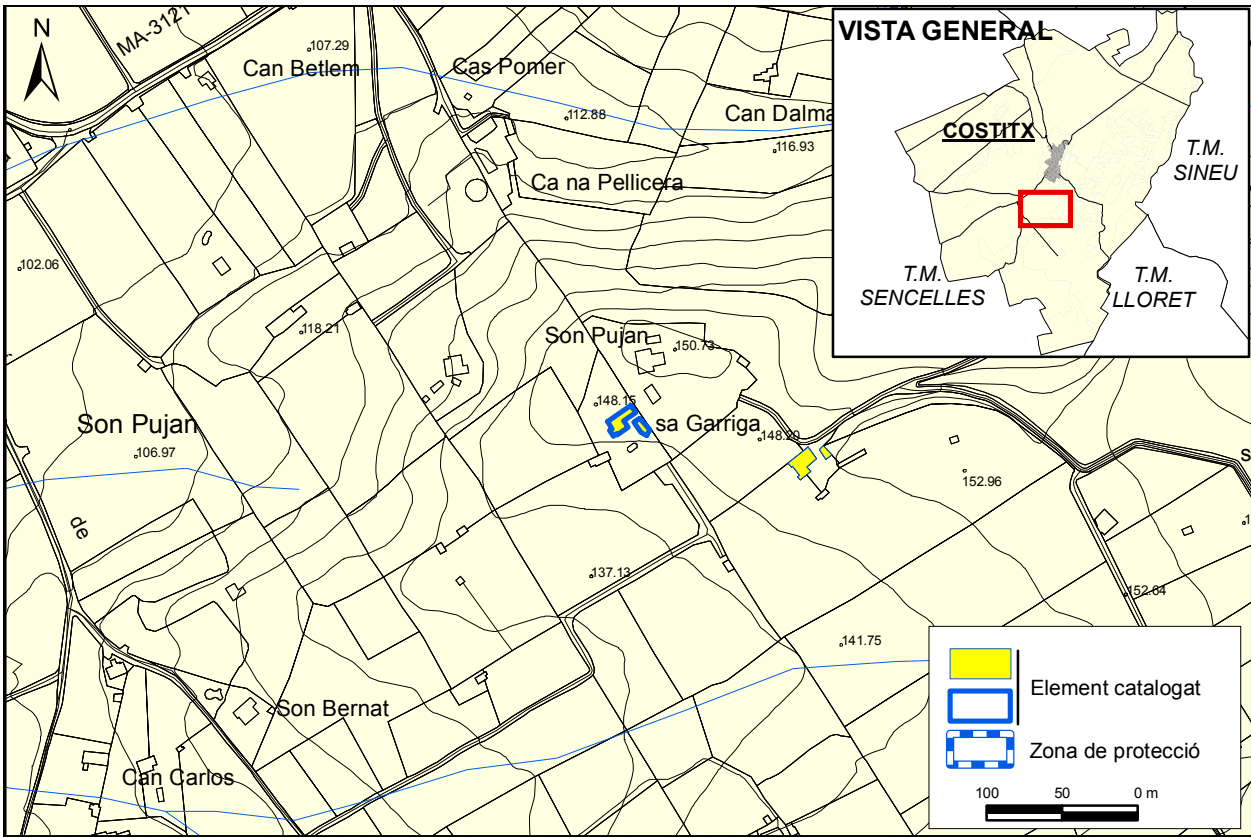 N
MA-3121
107.29
Can Betlem
Cas Pomer
112.88
Can Dalma
116.93
Ca na Pellicera
102.06
118.21
Son Pujan
150.73
148.15
sa Garriga
148.20
Son Pujan
106.97
de
152.96
s
137.13
152.64
141.75
Son Bernat
Can Carlos
VISTA GENERAL
COSTITX
T.M.
SINEU
T.M.
SENCELLES
T.M.
LLORET
Element catalogat
Zona de protecció
100 50 0 m